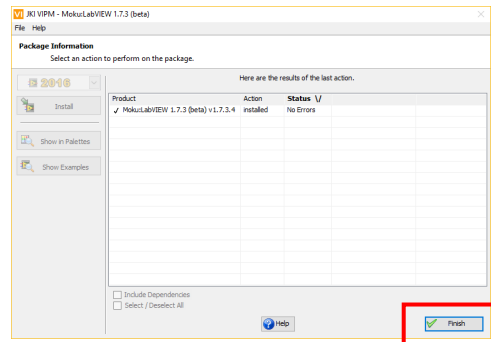 VI JKI VIPM - Moku:LabVIEW 1.7.3 (beta)
File Help
Package Information
Select an action to perform on the package.
2016
Here are the results of the last action.
Install
Show in Palettes
Show Examples
Product Action Status \/
Moku:LabVIEW 1.7.3 (beta) v1.7.3.4 installed No Errors
Include Dependencies
Select / Deselect All
Help
Finish